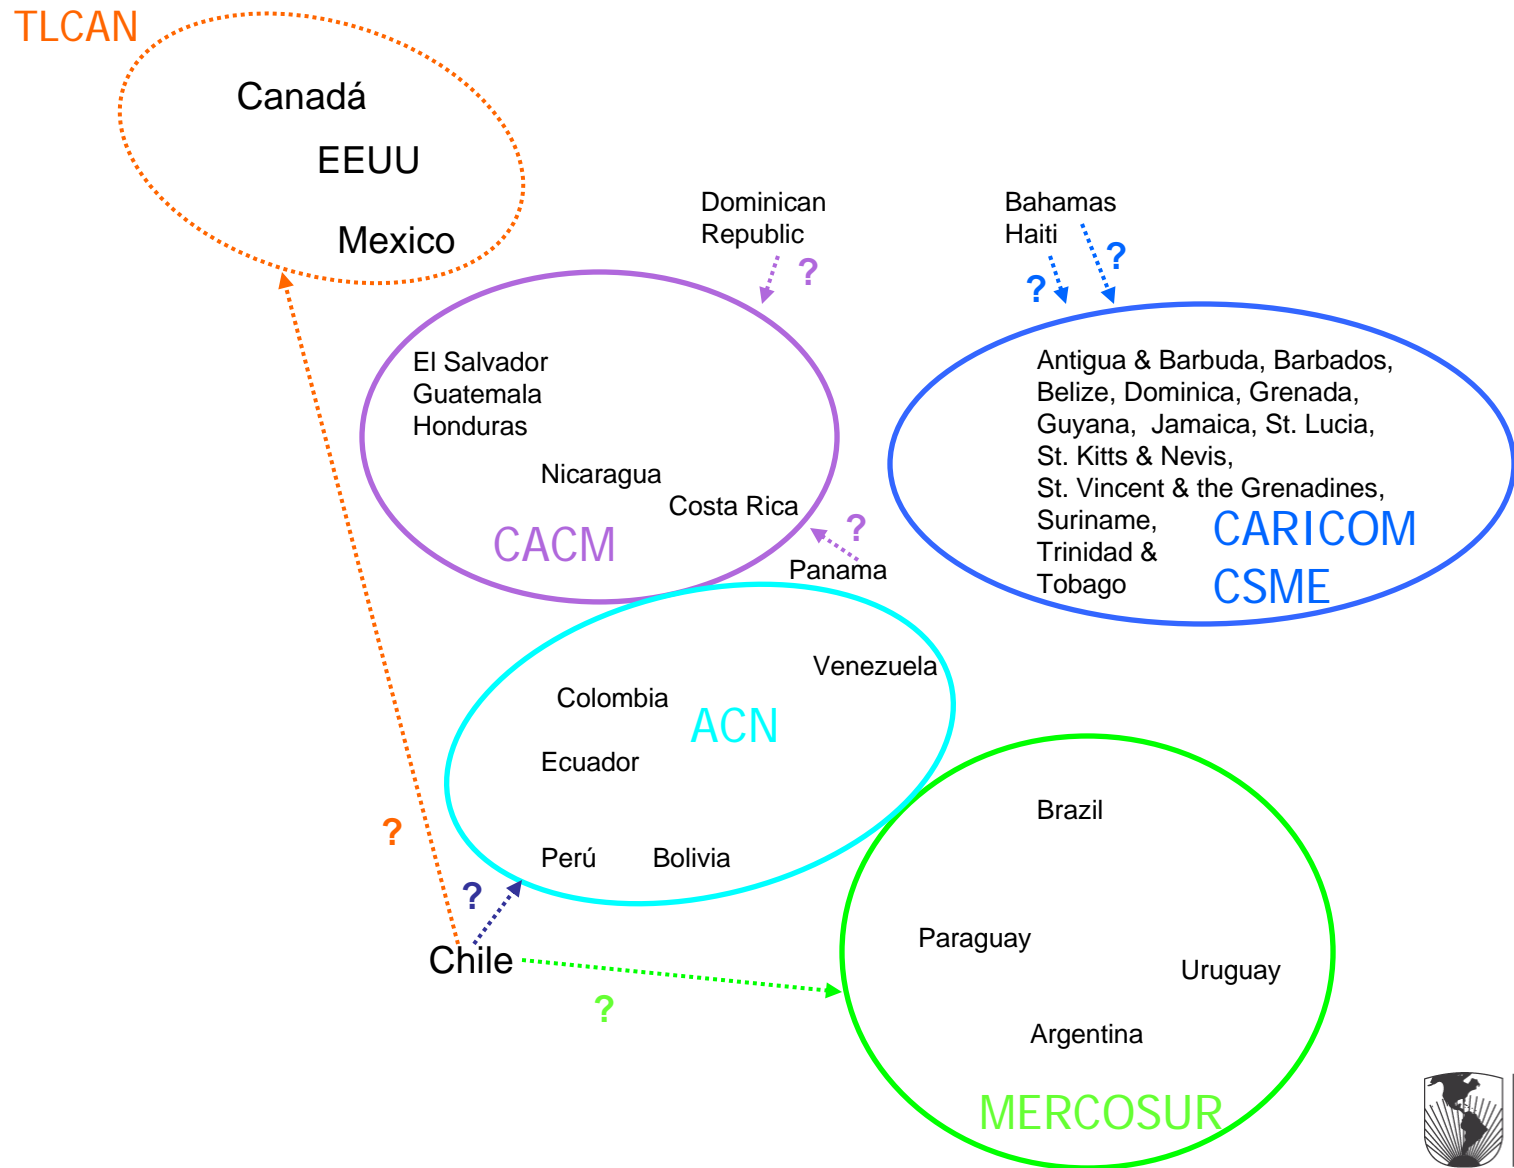 TLCAN
Canadá
EEUU
Mexico
Dominican
Republic
?
Bahamas
Haiti
?
?
El Salvador
Guatemala
Honduras
Nicaragua
Costa Rica
CACM
?
Panama
Antigua & Barbuda, Barbados,
Belize, Dominica, Grenada,
Guyana, Jamaica, St. Lucia,
St. Kitts & Nevis,
St. Vincent & the Grenadines,
Suriname,
Trinidad &
Tobago
CARICOM
CSME
Venezuela
Colombia
ACN
Ecuador
Perú
Bolivia
?
?
Chile
?
Brazil
Paraguay
Uruguay
Argentina
MERCOSUR